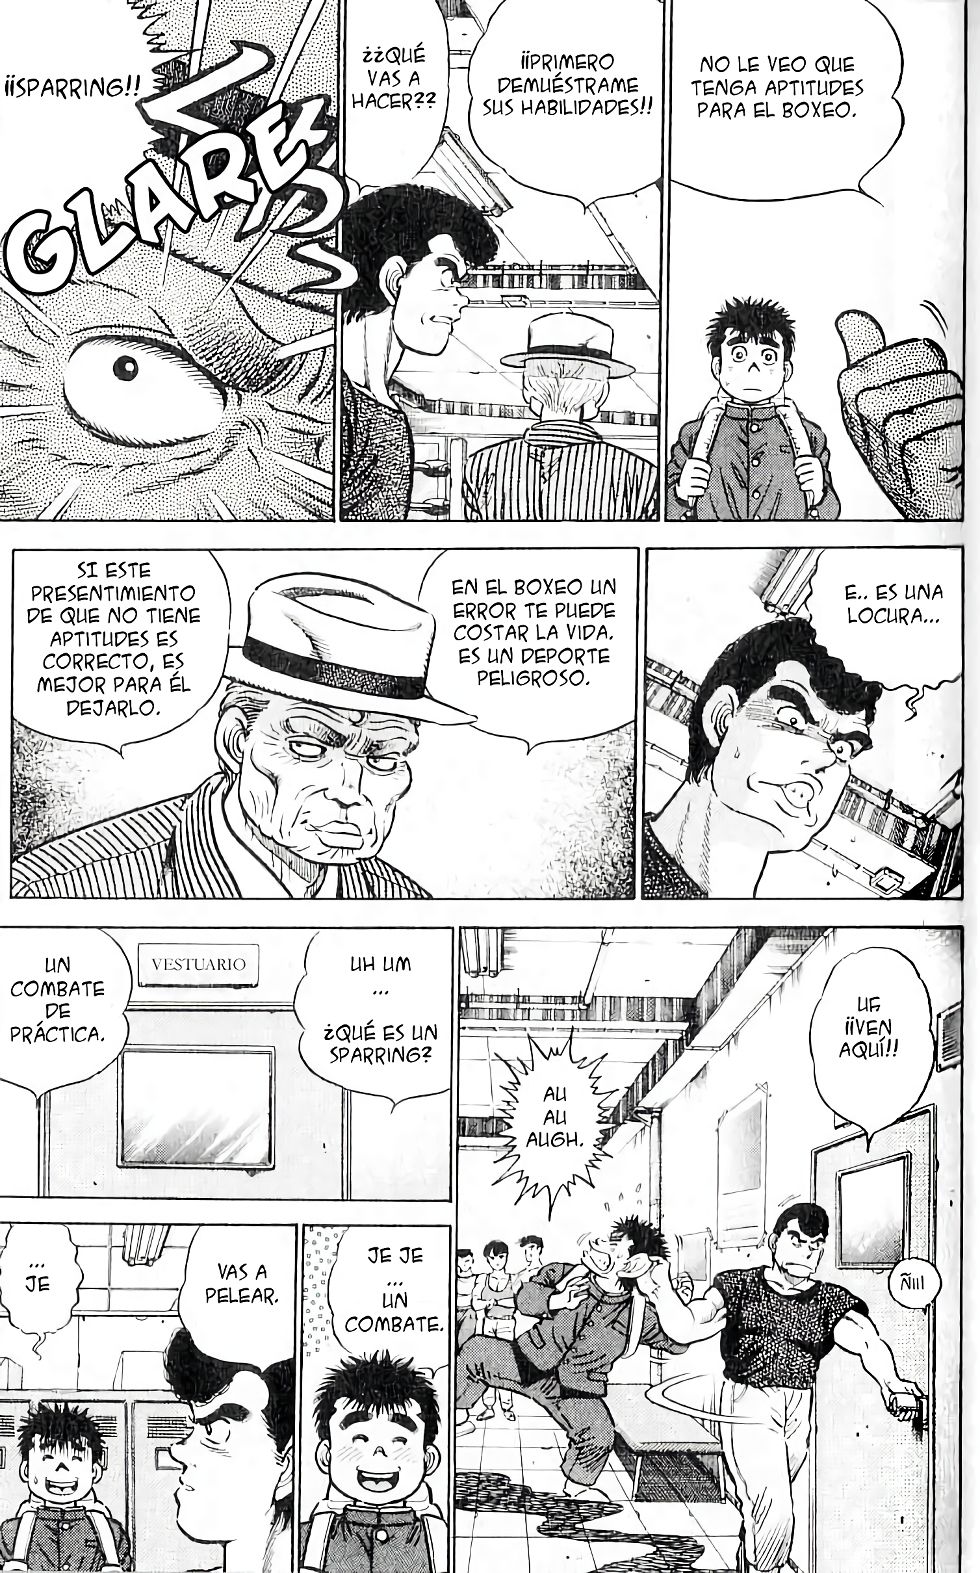 NO LE VEO QUE
TENGA APTITUDES
PARA EL BOXEO.
¡¡PRIMERO
DEMUÉSTRAME
SUS HABILIDADES!!
¿¿QUÉ
VAS A
HACER??
¡¡SPARRING!!
GLARE
E.. ES UNA
LOCURA...
EN EL BOXEO UN
ERROR TE PUEDE
COSTAR LA VIDA.
ES UN DEPORTE
PELIGROSO.
SI ESTE
PRESENTIMIENTO
DE QUE NO TIENE
APTITUDES ES
CORRECTO, ES
MEJOR PARA ÉL
DEJARLO.
UF,
¡¡VEN
AQUÍ!!
AU
AU
AUGH.
ÑIII
UH UM
...
¿QUÉ ES UN
SPARRING?
VESTUARIO
UN
COMBATE
DE
PRÁCTICA.
JE JE
...
UN
COMBATE.
VAS A
PELEAR.
...
JE